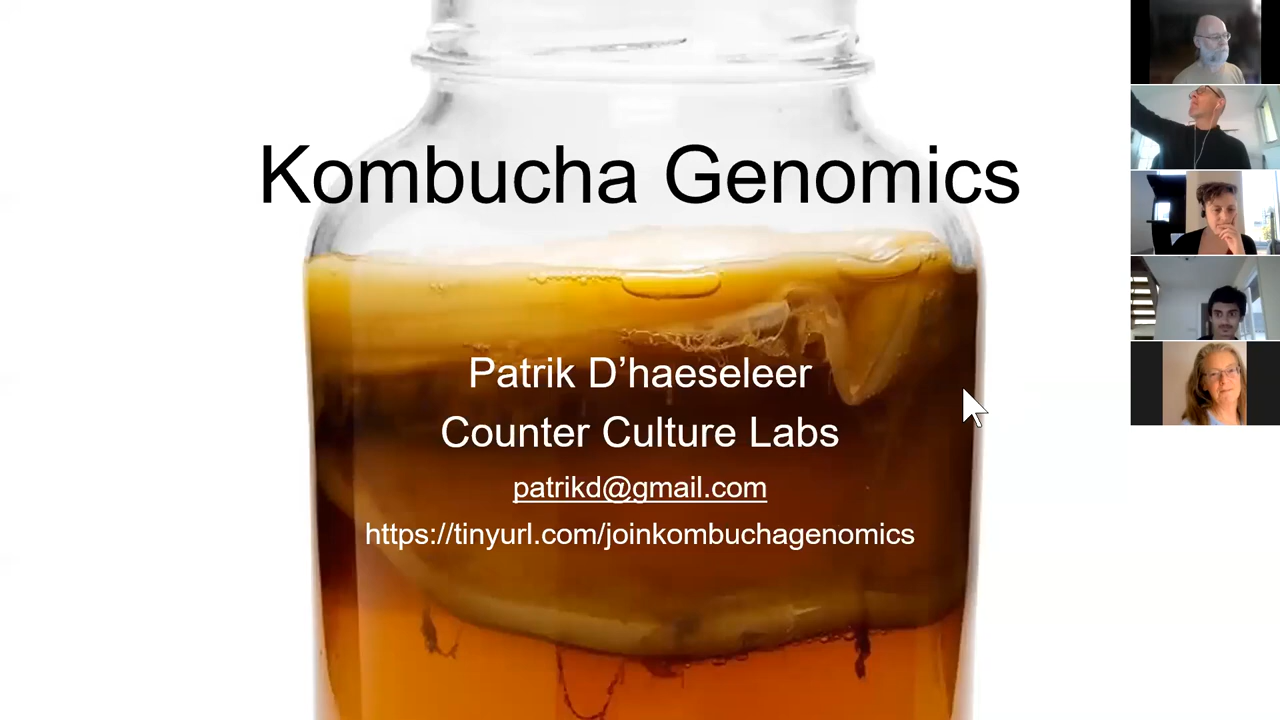 Kombucha Genomics
Patrik D’haeseleer
Counter Culture Labs
patrikd@gmail.com
https://tinyurl.com/joinkombuchagenomics